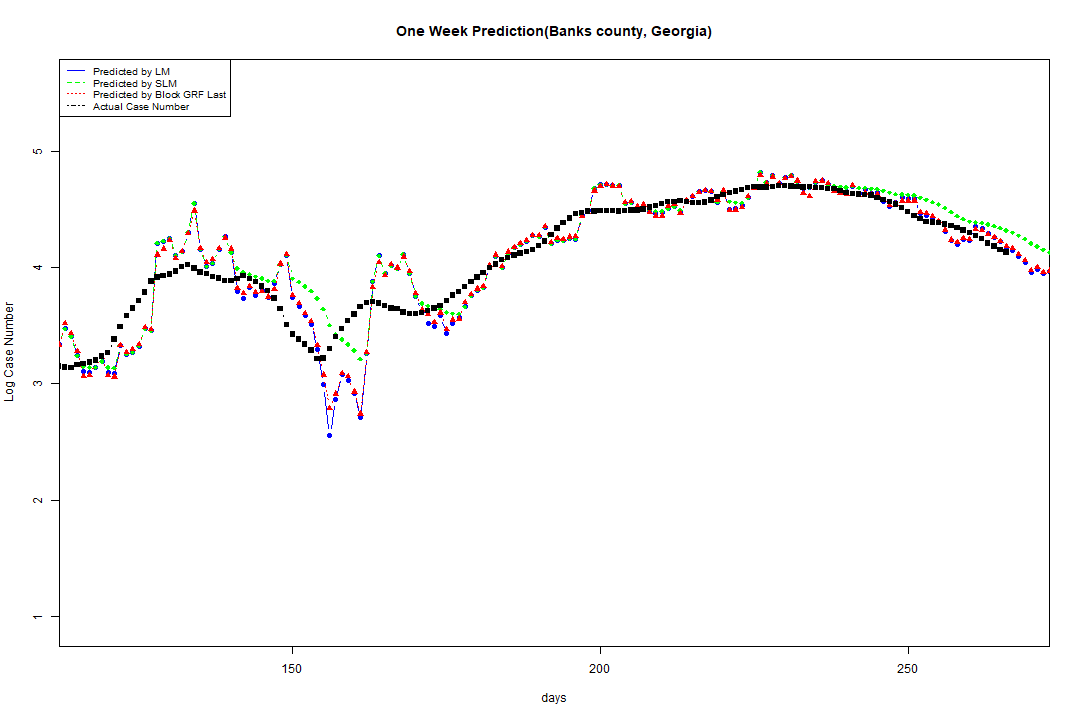 One Week Prediction(Banks county, Georgia)
Predicted by LM
Predicted by SLM
Predicted by Block GRF Last
Actual Case Number
5
4
3
2
1
Log Case Number
150
200
250
days